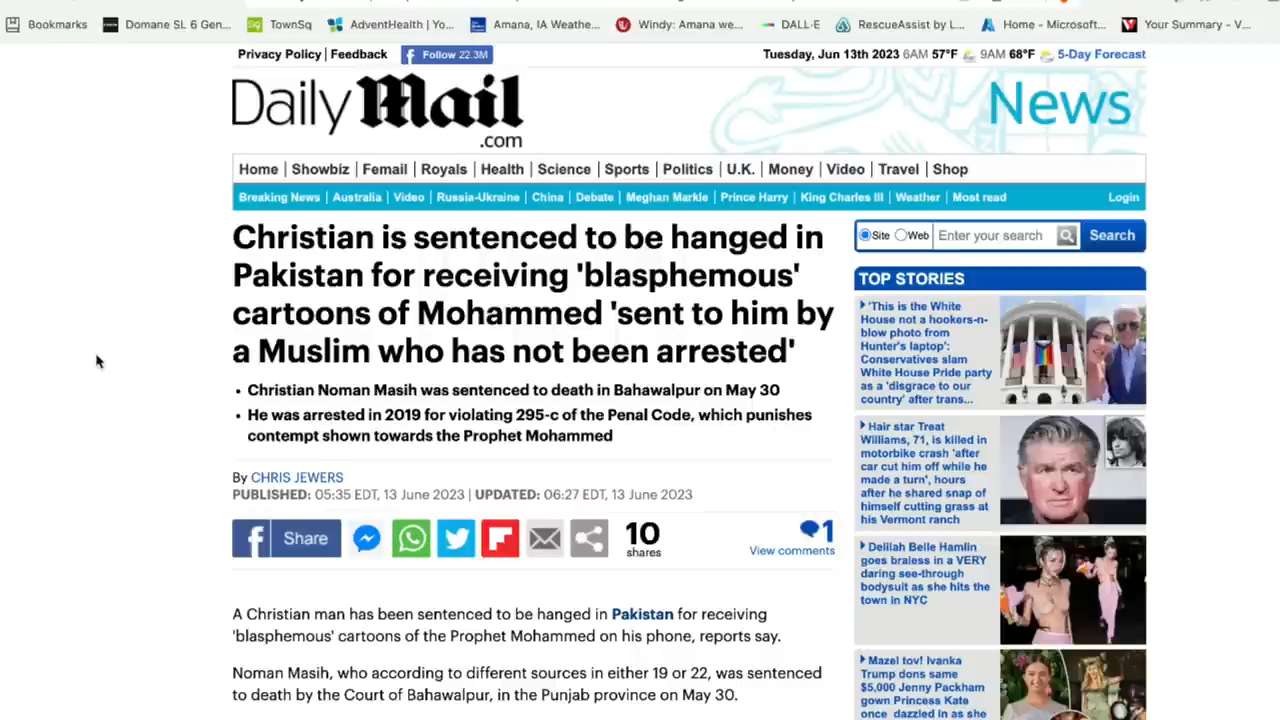 Bookmarks Domane SL 6 Gen... TownSq AdventHealth | Yo... Amana, IA Weathe... Windy: Amana we... DALL-E RescueAssist by L... Home - Microsoft... Your Summary - V...
Privacy Policy | Feedback Follow 22.3M Tuesday, Jun 13th 2023 6AM 57°F 9AM 68°F 5-Day Forecast
Daily Mail
.com
News
Home Showbiz Femail Royals Health Science Sports Politics U.K. Money Video Travel Shop
Breaking News Australia Video Russia-Ukraine China Debate Meghan Markle Prince Harry King Charles III Weather Most read Login
Christian is sentenced to be hanged in
Pakistan for receiving 'blasphemous'
cartoons of Mohammed 'sent to him by
a Muslim who has not been arrested'
• Christian Noman Masih was sentenced to death in Bahawalpur on May 30
• He was arrested in 2019 for violating 295-c of the Penal Code, which punishes
contempt shown towards the Prophet Mohammed
By CHRIS JEWERS
PUBLISHED: 05:35 EDT, 13 June 2023 | UPDATED: 06:27 EDT, 13 June 2023
Share
10
shares
1
View comments
A Christian man has been sentenced to be hanged in Pakistan for receiving
'blasphemous' cartoons of the Prophet Mohammed on his phone, reports say.
Noman Masih, who according to different sources in either 19 or 22, was sentenced
to death by the Court of Bahawalpur, in the Punjab province on May 30.
Site Web Enter your search Search
TOP STORIES
'This is the White
House not a hookers-n-
blow photo from
Hunter's laptop':
Conservatives slam
White House Pride party
as a 'disgrace to our
country' after trans...
Hair star Treat
Williams, 71, is killed in
motorbike crash 'after
car cut him off while he
made a turn', hours
after he shared snap of
himself cutting grass at
his Vermont ranch
Delilah Belle Hamlin
goes braless in a VERY
daring see-through
bodysuit as she hits the
town in NYC
Mazel tov! Ivanka
Trump dons same
$5,000 Jenny Packham
gown Princess Kate
once dazzled in as she